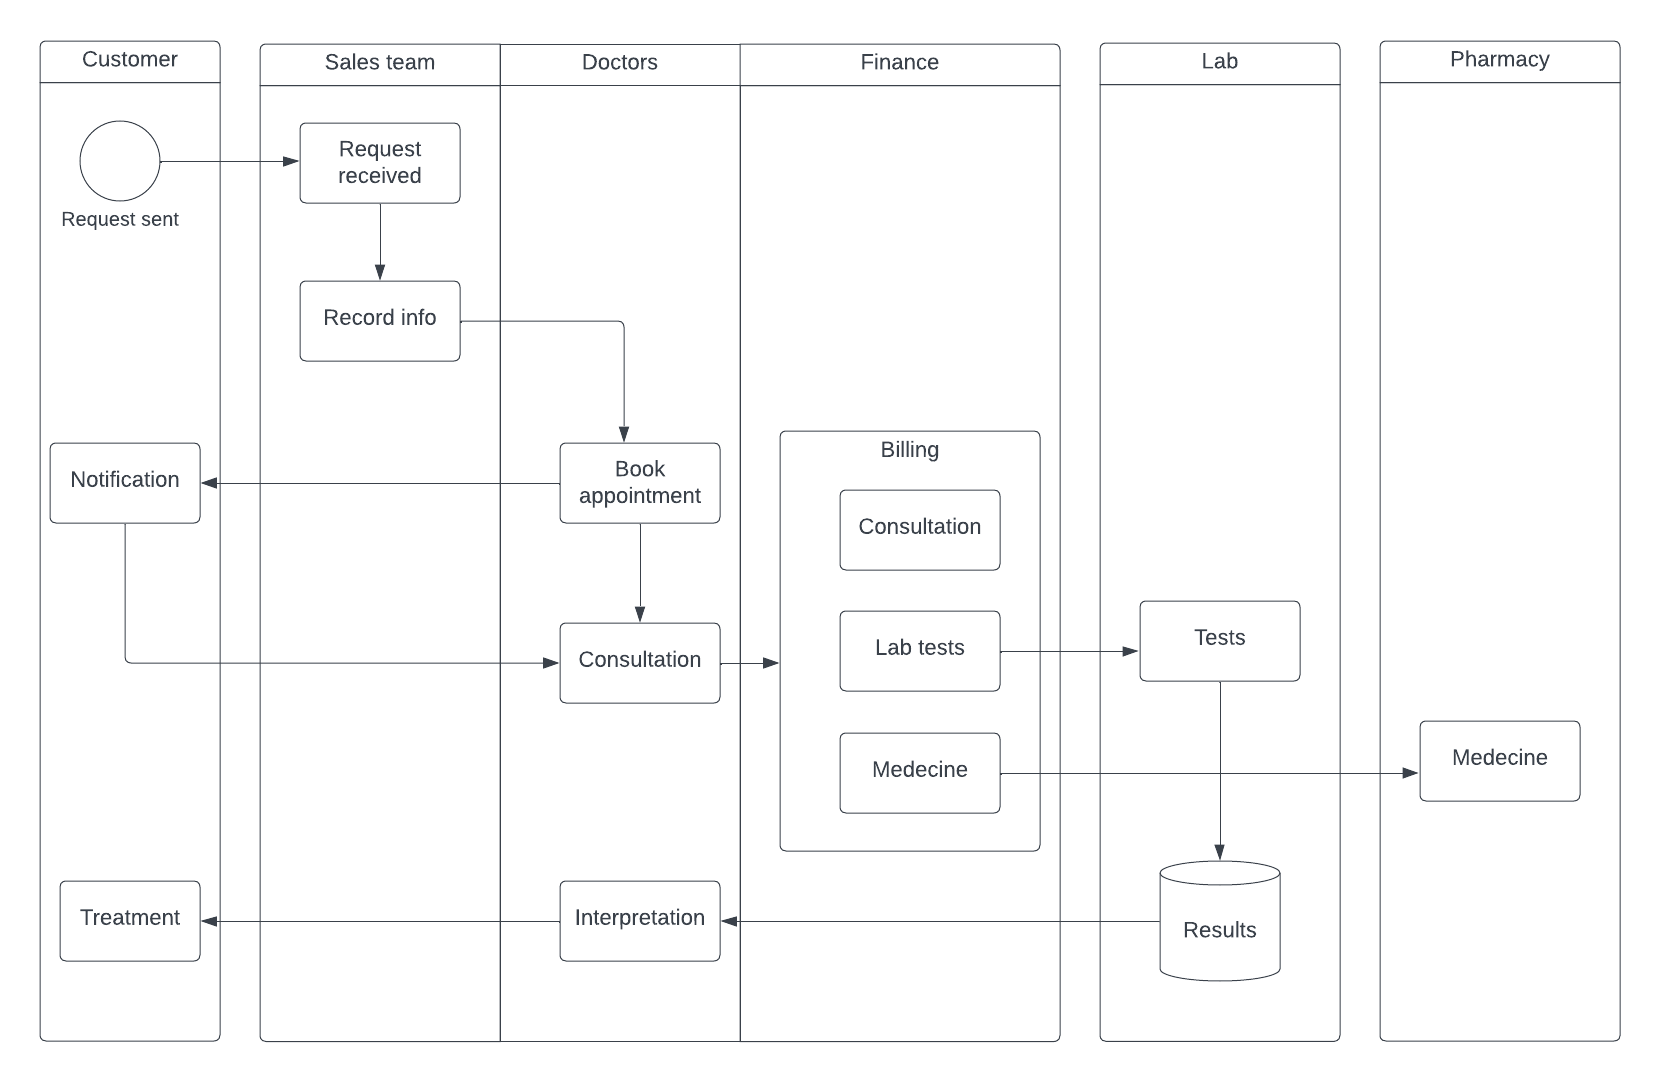 Customer
Sales team
Doctors
Finance
Lab
Pharmacy
Request sent
Request
received
Record info
Notification
Book
appointment
Billing
Consultation
Consultation
Lab tests
Medecine
Tests
Medecine
Treatment
Interpretation
Results